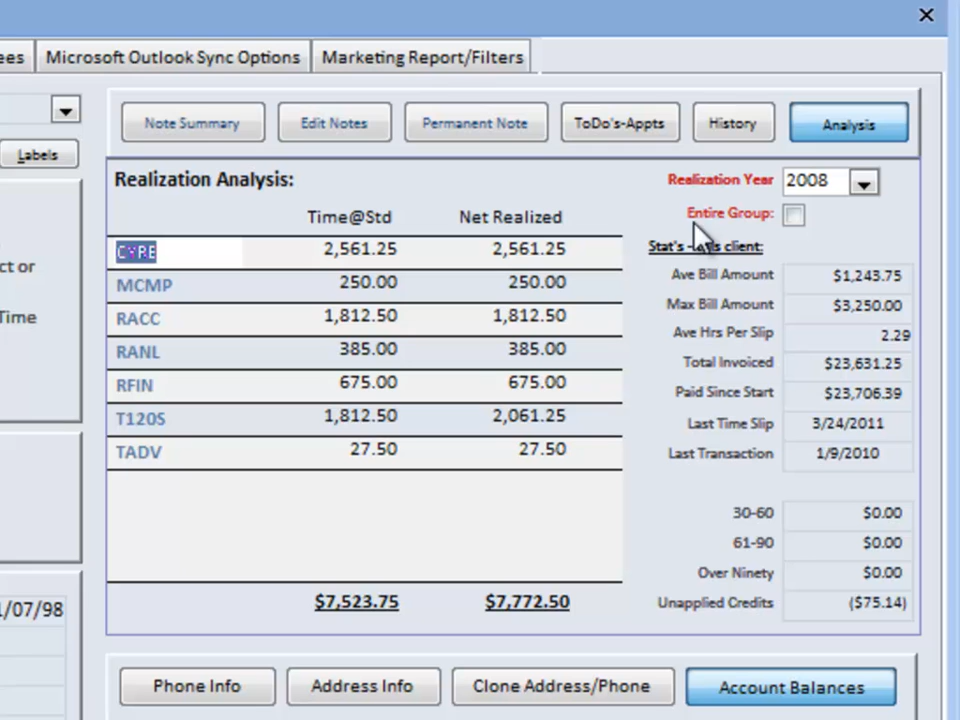 ees Microsoft Outlook Sync Options Marketing Report/Filters
Note Summary Edit Notes Permanent Note ToDo's-Appts History Analysis
Labels
Realization Analysis: Realization Year 2008
Time@Std Net Realized Entire Group:
client:
2,561.25 2,561.25
Ave Bill Amount $1,243.75
ct or
MCMP 250.00 250.00
Max Bill Amount $3,250.00
Time
RACC 1,812.50 1,812.50
Ave Hrs Per Slip 2.29
RANL 385.00 385.00
Total Invoiced $23,631.25
RFIN 675.00 675.00
Paid Since Start $23,706.39
T120S 1,812.50 2,061.25
Last Time Slip 3/24/2011
TADV 27.50 27.50
Last Transaction 1/9/2010
30-60 $0.00
61-90 $0.00
Over Ninety $0.00
/07/98 $7,523.75 $7,772.50 Unapplied Credits ($75.14)
Phone Info Address Info Clone Address/Phone Account Balances